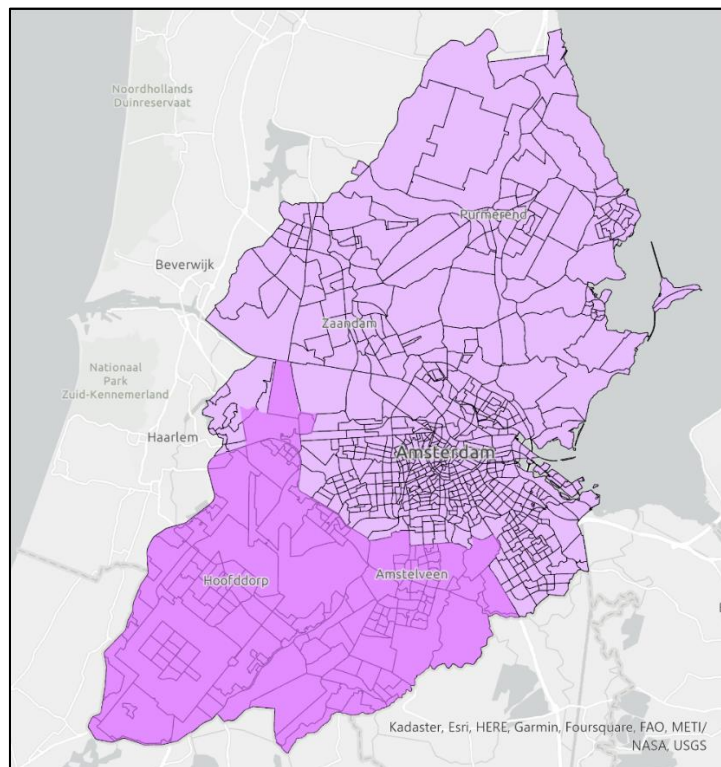 Noordhollands
Duinreservaat
Purmerend
Beverwijk
Zaandam
Nationaal
Park
Zuid-Kennemerland
Haarlem
Amsterdam
Hoofddorp
Amstelveen
Kadaster, Esri, HERE, Garmin, Foursquare, FAO, METI/
NASA, USGS